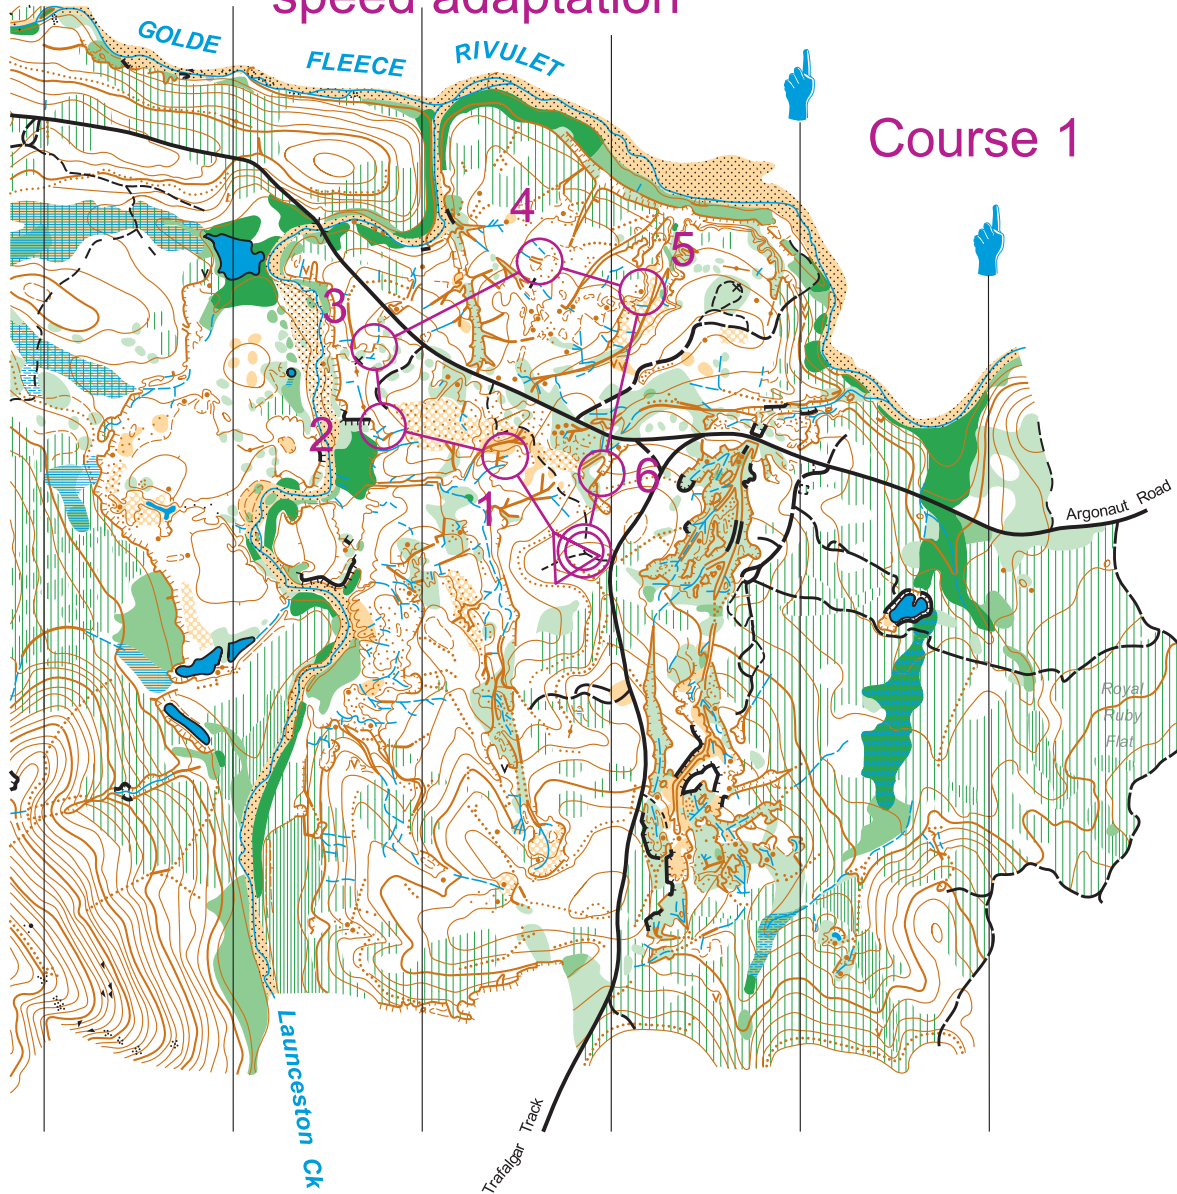 speed adaptation
GOLDE
FLEECE
RIVULET
Course 1
4
5
3
2
1
6
Argonaut Road
Royal
Ruby
Flat
Launceston Ck
Trafalgar Track